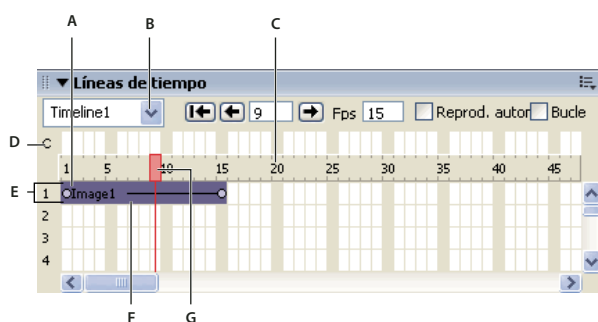 A B C
Líneas de tiempo
Timeline1 9 Fps 15 Reprod. autor Bucle
D C
1 5 10 15 20 25 30 35 40 45
E 1 Image1
2
3
4
F G